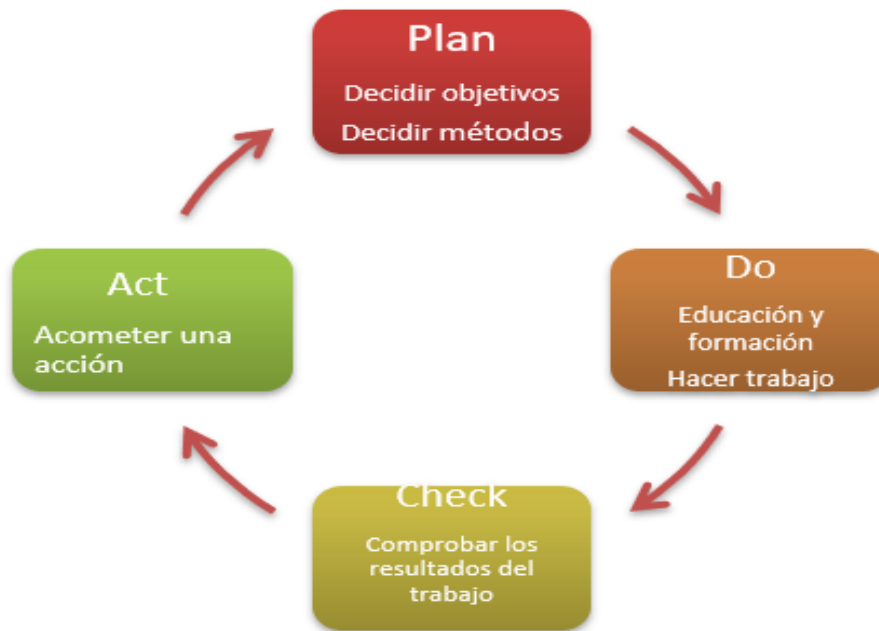 Plan
Decidir objetivos
Decidir métodos
Do
Educación y
formación
Hacer trabajo
Check
Comprobar los
resultados del
trabajo
Act
Acometer una
acción